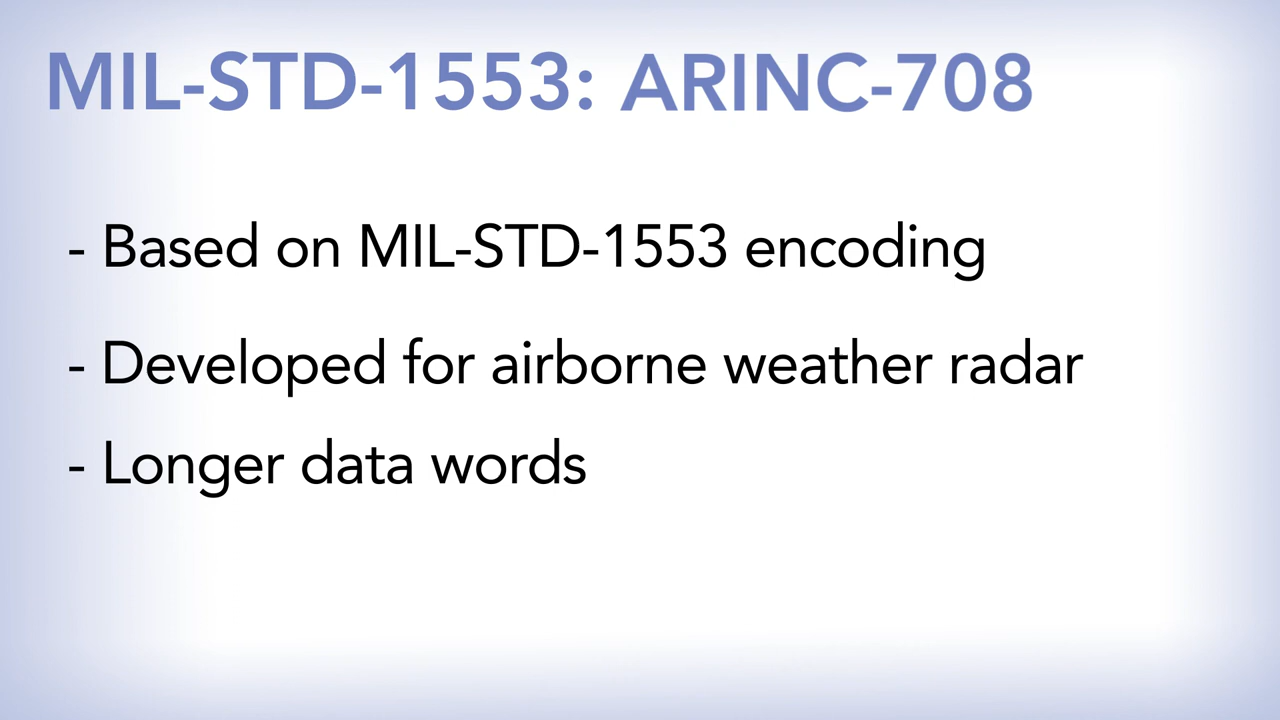 MIL-STD-1553: ARINC-708
- Based on MIL-STD-1553 encoding
- Developed for airborne weather radar
- Longer data words